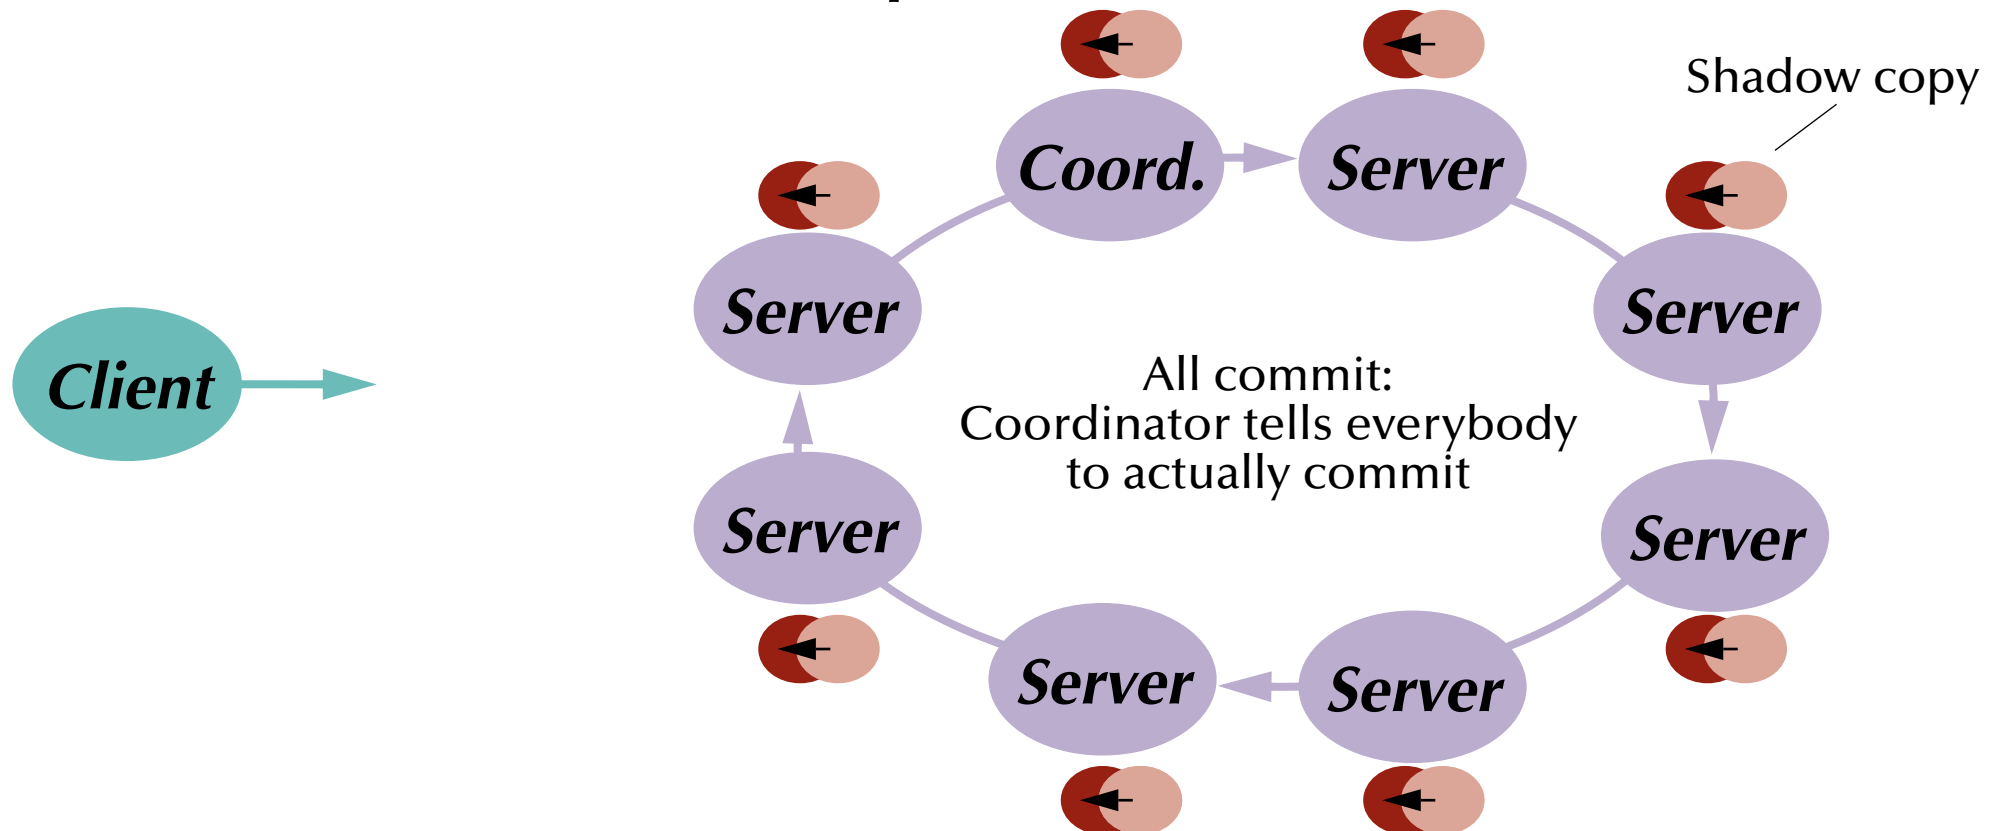 Shadow copy
Coord.
Server
Server
Server
Client
All commit:
Coordinator tells everybody
to actually commit
Server
Server
Server
Server